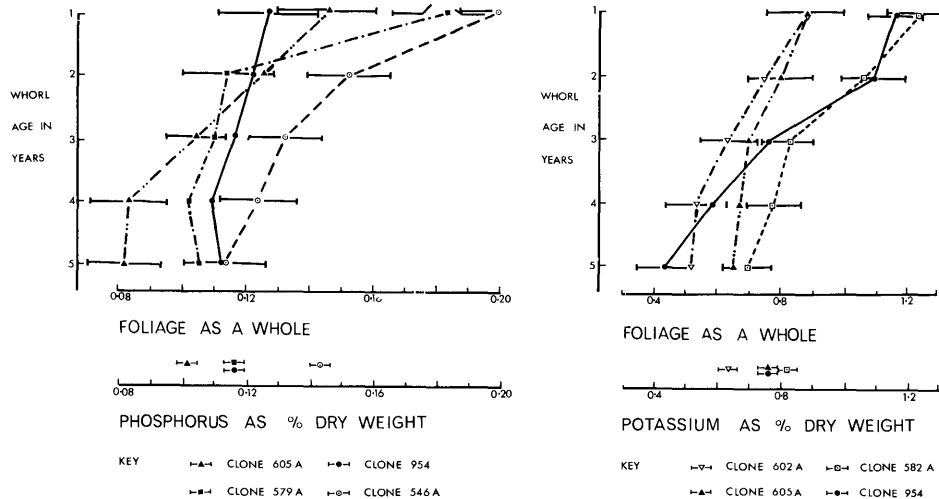 1
2
WHORL
AGE IN
3
YEARS
4
5
0·08 0·12 0·16 0·20
FOLIAGE AS A WHOLE
0·08 0·12 0·16 0·20
PHOSPHORUS AS % DRY WEIGHT
KEY CLONE 605 A CLONE 954
CLONE 579 A CLONE 546 A
1
2
WHORL
AGE IN
3
YEARS
4
5
0·4 0·8 1·2
FOLIAGE AS A WHOLE
0·4 0·8 1·2
POTASSIUM AS % DRY WEIGHT
KEY CLONE 602 A CLONE 582 A
CLONE 605 A CLONE 954